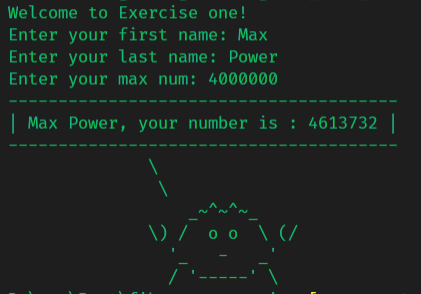 Welcome to Exercise one!
Enter your first name: Max
Enter your last name: Power
Enter your max num: 4000000
---------------------------------------
| Max Power, your number is : 4613732 |
---------------------------------------
              \
               \
                  _~^~^~_
              \) /  o o  \ (/
                '_   -   _'
                / '-----' \